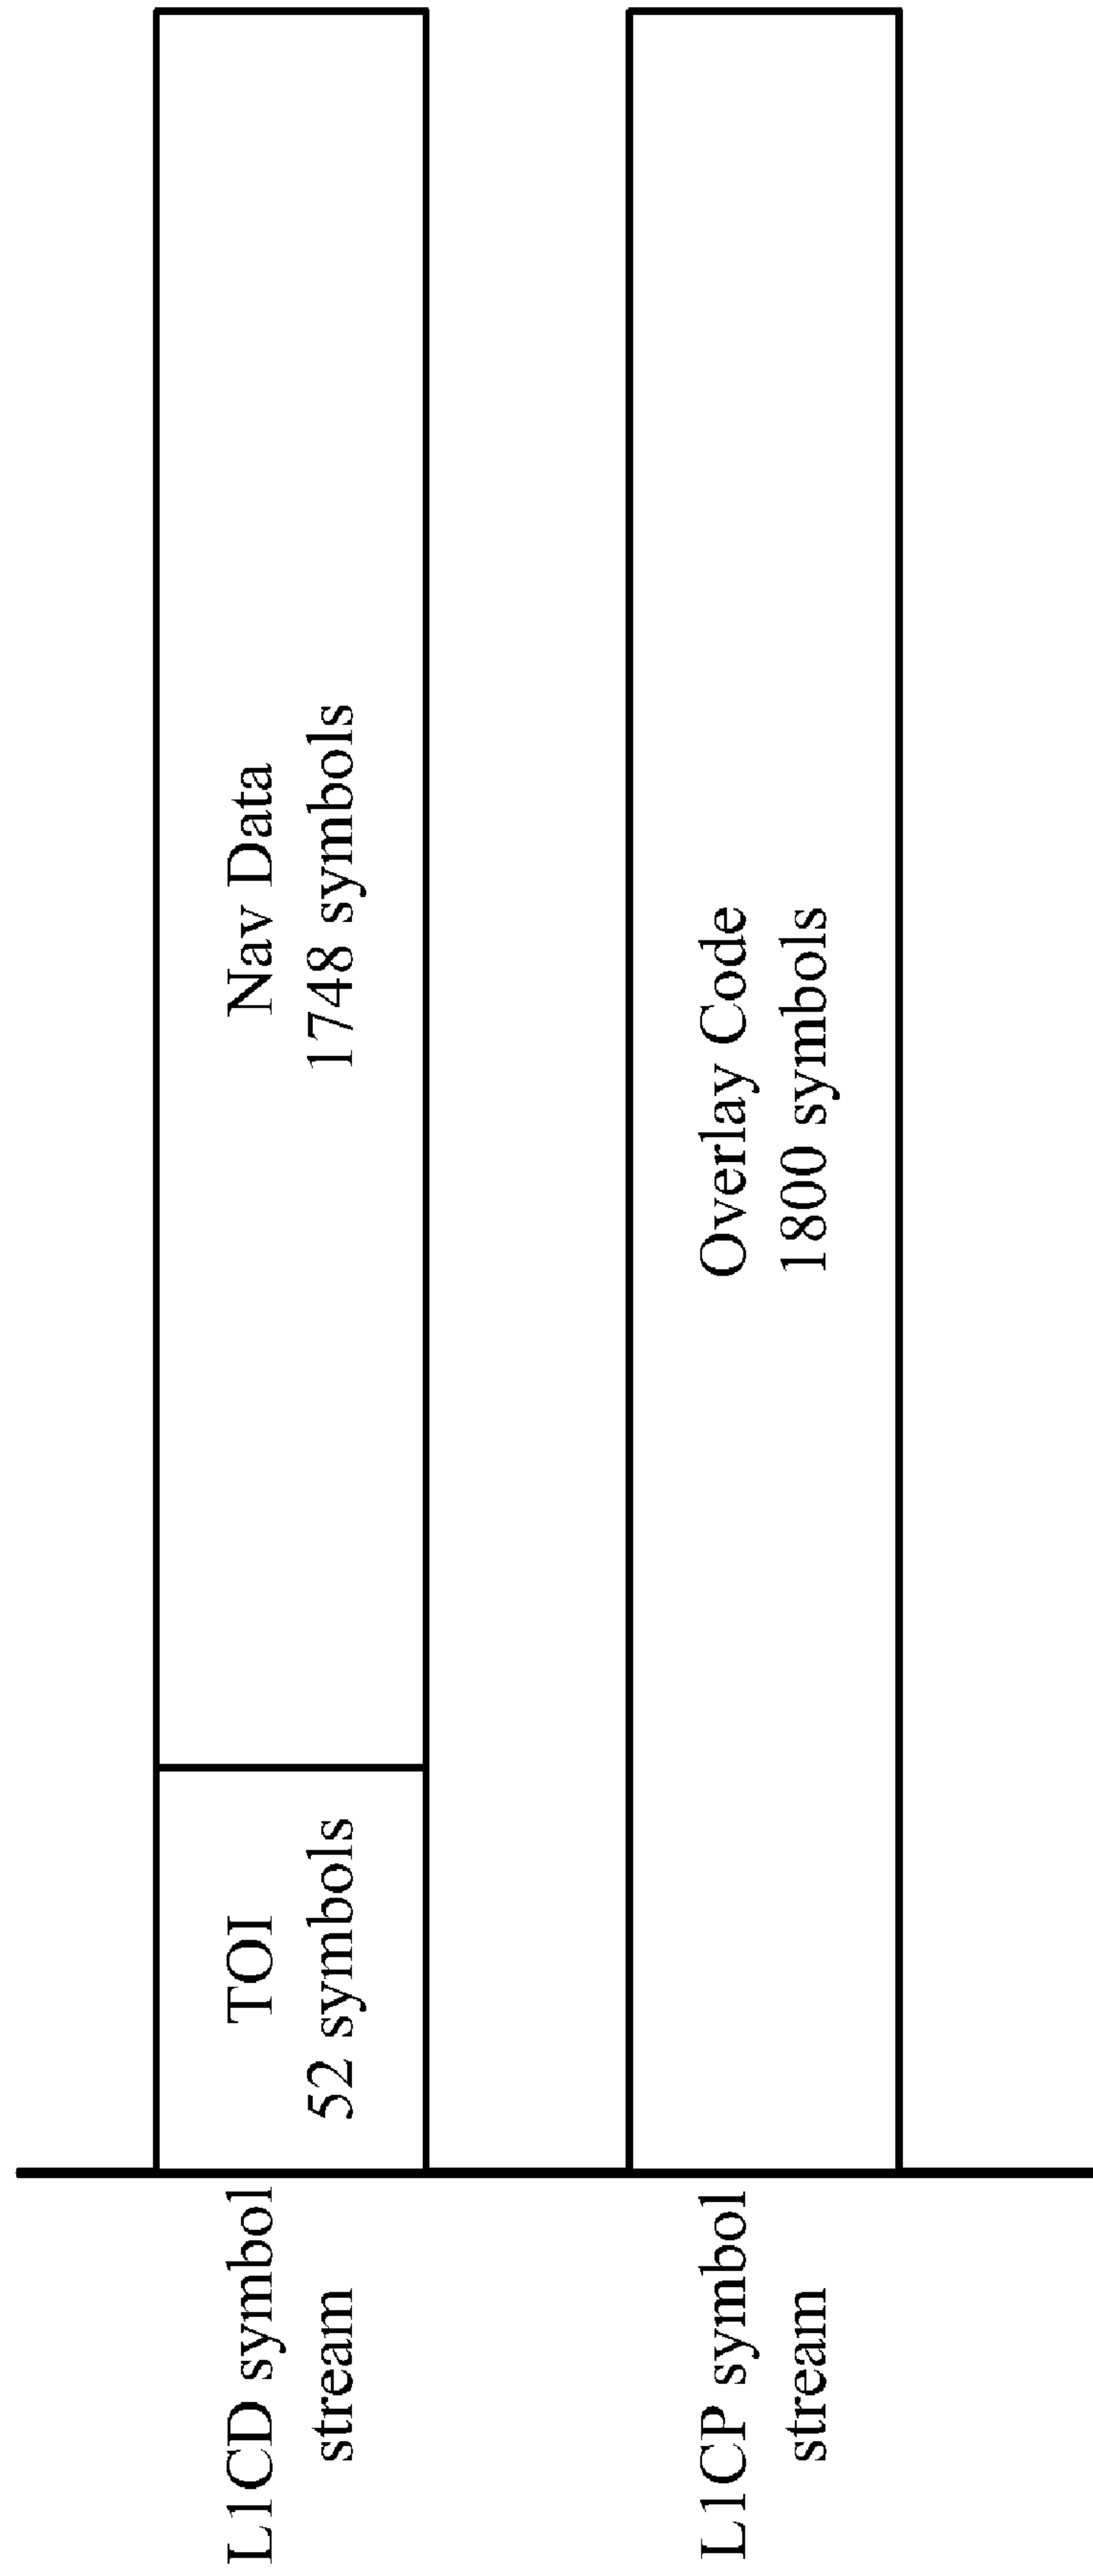 L1CD symbol
stream
TOI
52 symbols
Nav Data
1748 symbols
L1CP symbol
stream
Overlay Code
1800 symbols